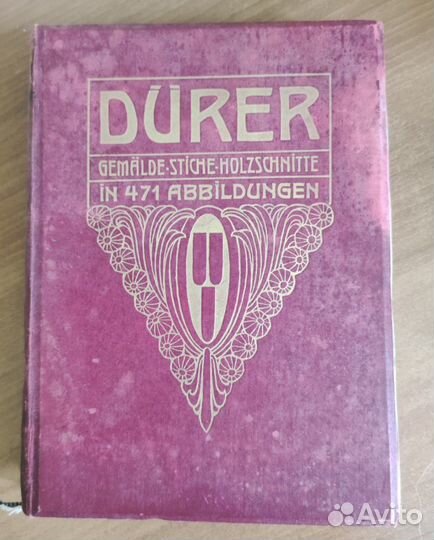 DÜRER
GEMÄLDE·STICHE·HOLZSCHNITTE
IN 471 ABBILDUNGEN
Avito